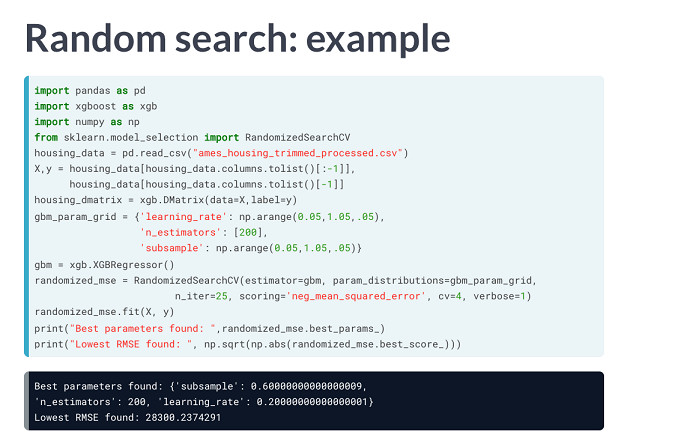 Random search: example
import pandas as pd
import xgboost as xgb
import numpy as np
from sklearn.model_selection import RandomizedSearchCV
housing_data = pd.read_csv("ames_housing_trimmed_processed.csv")
X,y = housing_data[housing_data.columns.tolist()[:-1]],
      housing_data[housing_data.columns.tolist()[-1]]
housing_dmatrix = xgb.DMatrix(data=X,label=y)
gbm_param_grid = {'learning_rate': np.arange(0.05,1.05,.05),
                  'n_estimators': [200],
                  'subsample': np.arange(0.05,1.05,.05)}
gbm = xgb.XGBRegressor()
randomized_mse = RandomizedSearchCV(estimator=gbm, param_distributions=gbm_param_grid,
                        n_iter=25, scoring='neg_mean_squared_error', cv=4, verbose=1)
randomized_mse.fit(X, y)
print("Best parameters found: ",randomized_mse.best_params_)
print("Lowest RMSE found: ", np.sqrt(np.abs(randomized_mse.best_score_)))
Best parameters found: {'subsample': 0.60000000000000009,
'n_estimators': 200, 'learning_rate': 0.20000000000000001}
Lowest RMSE found: 28300.2374291